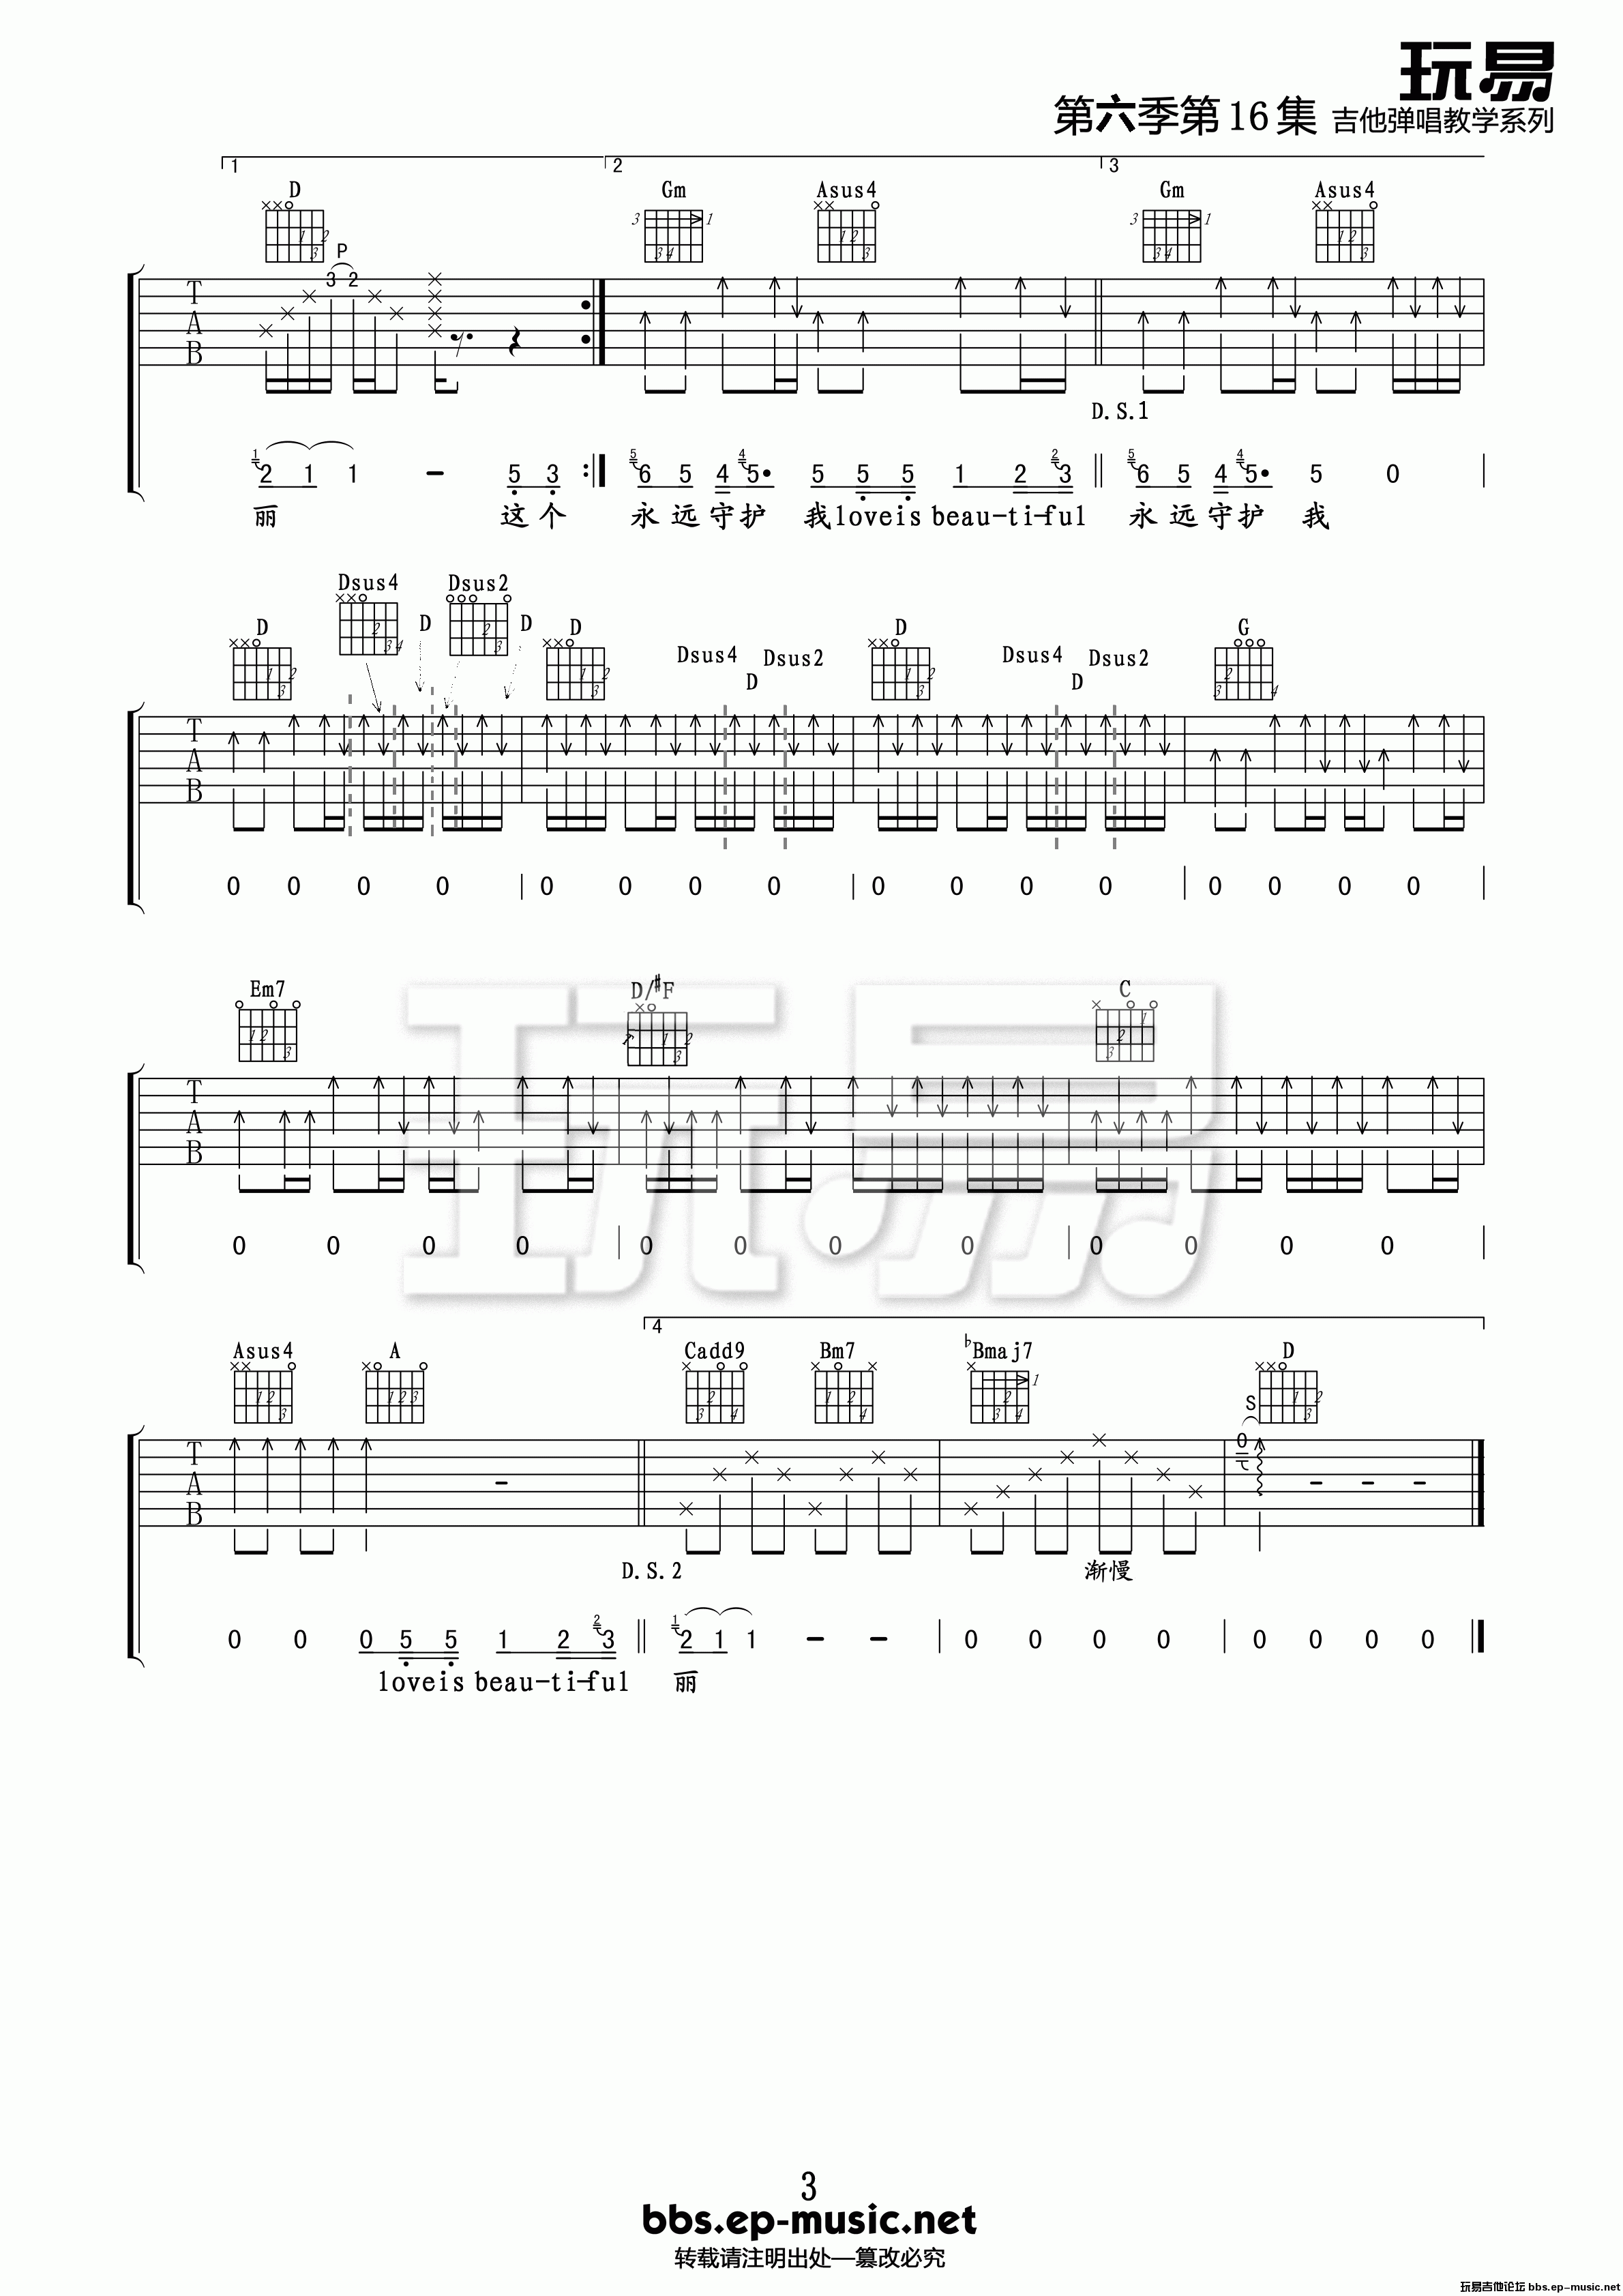 玩易
第六季第16集 吉他弹唱教学系列
1 2 3
D Gm Asus4 Gm Asus4
P
3 2
T
A
B
D.S.1
2 1 1 - 5 3 6 5 4 5• 5 5 5 1 2 3 6 5 4 5• 5 0
丽 这个 永远守护 我loveis beau-ti-ful 永远守护 我
Dsus4 D Dsus2 D
D D Dsus4 D Dsus2 D Dsus4 D Dsus2 G
T
A
B
0 0 0 0 0 0 0 0 0 0 0 0 0 0 0 0
Em7 D/#F C
T
A
B
0 0 0 0 0 0 0 0 0 0 0 0
4
Asus4 A Cadd9 Bm7 ♭Bmaj7 D
S
0
T
A
B
D.S.2 渐慢
0 0 0 5 5 1 2 3 2 1 1 - - 0 0 0 0 0 0 0 0
loveis beau-ti-ful 丽
玩易
3
bbs.ep-music.net
转载请注明出处—篡改必究
玩易吉他论坛 bbs.ep-music.net